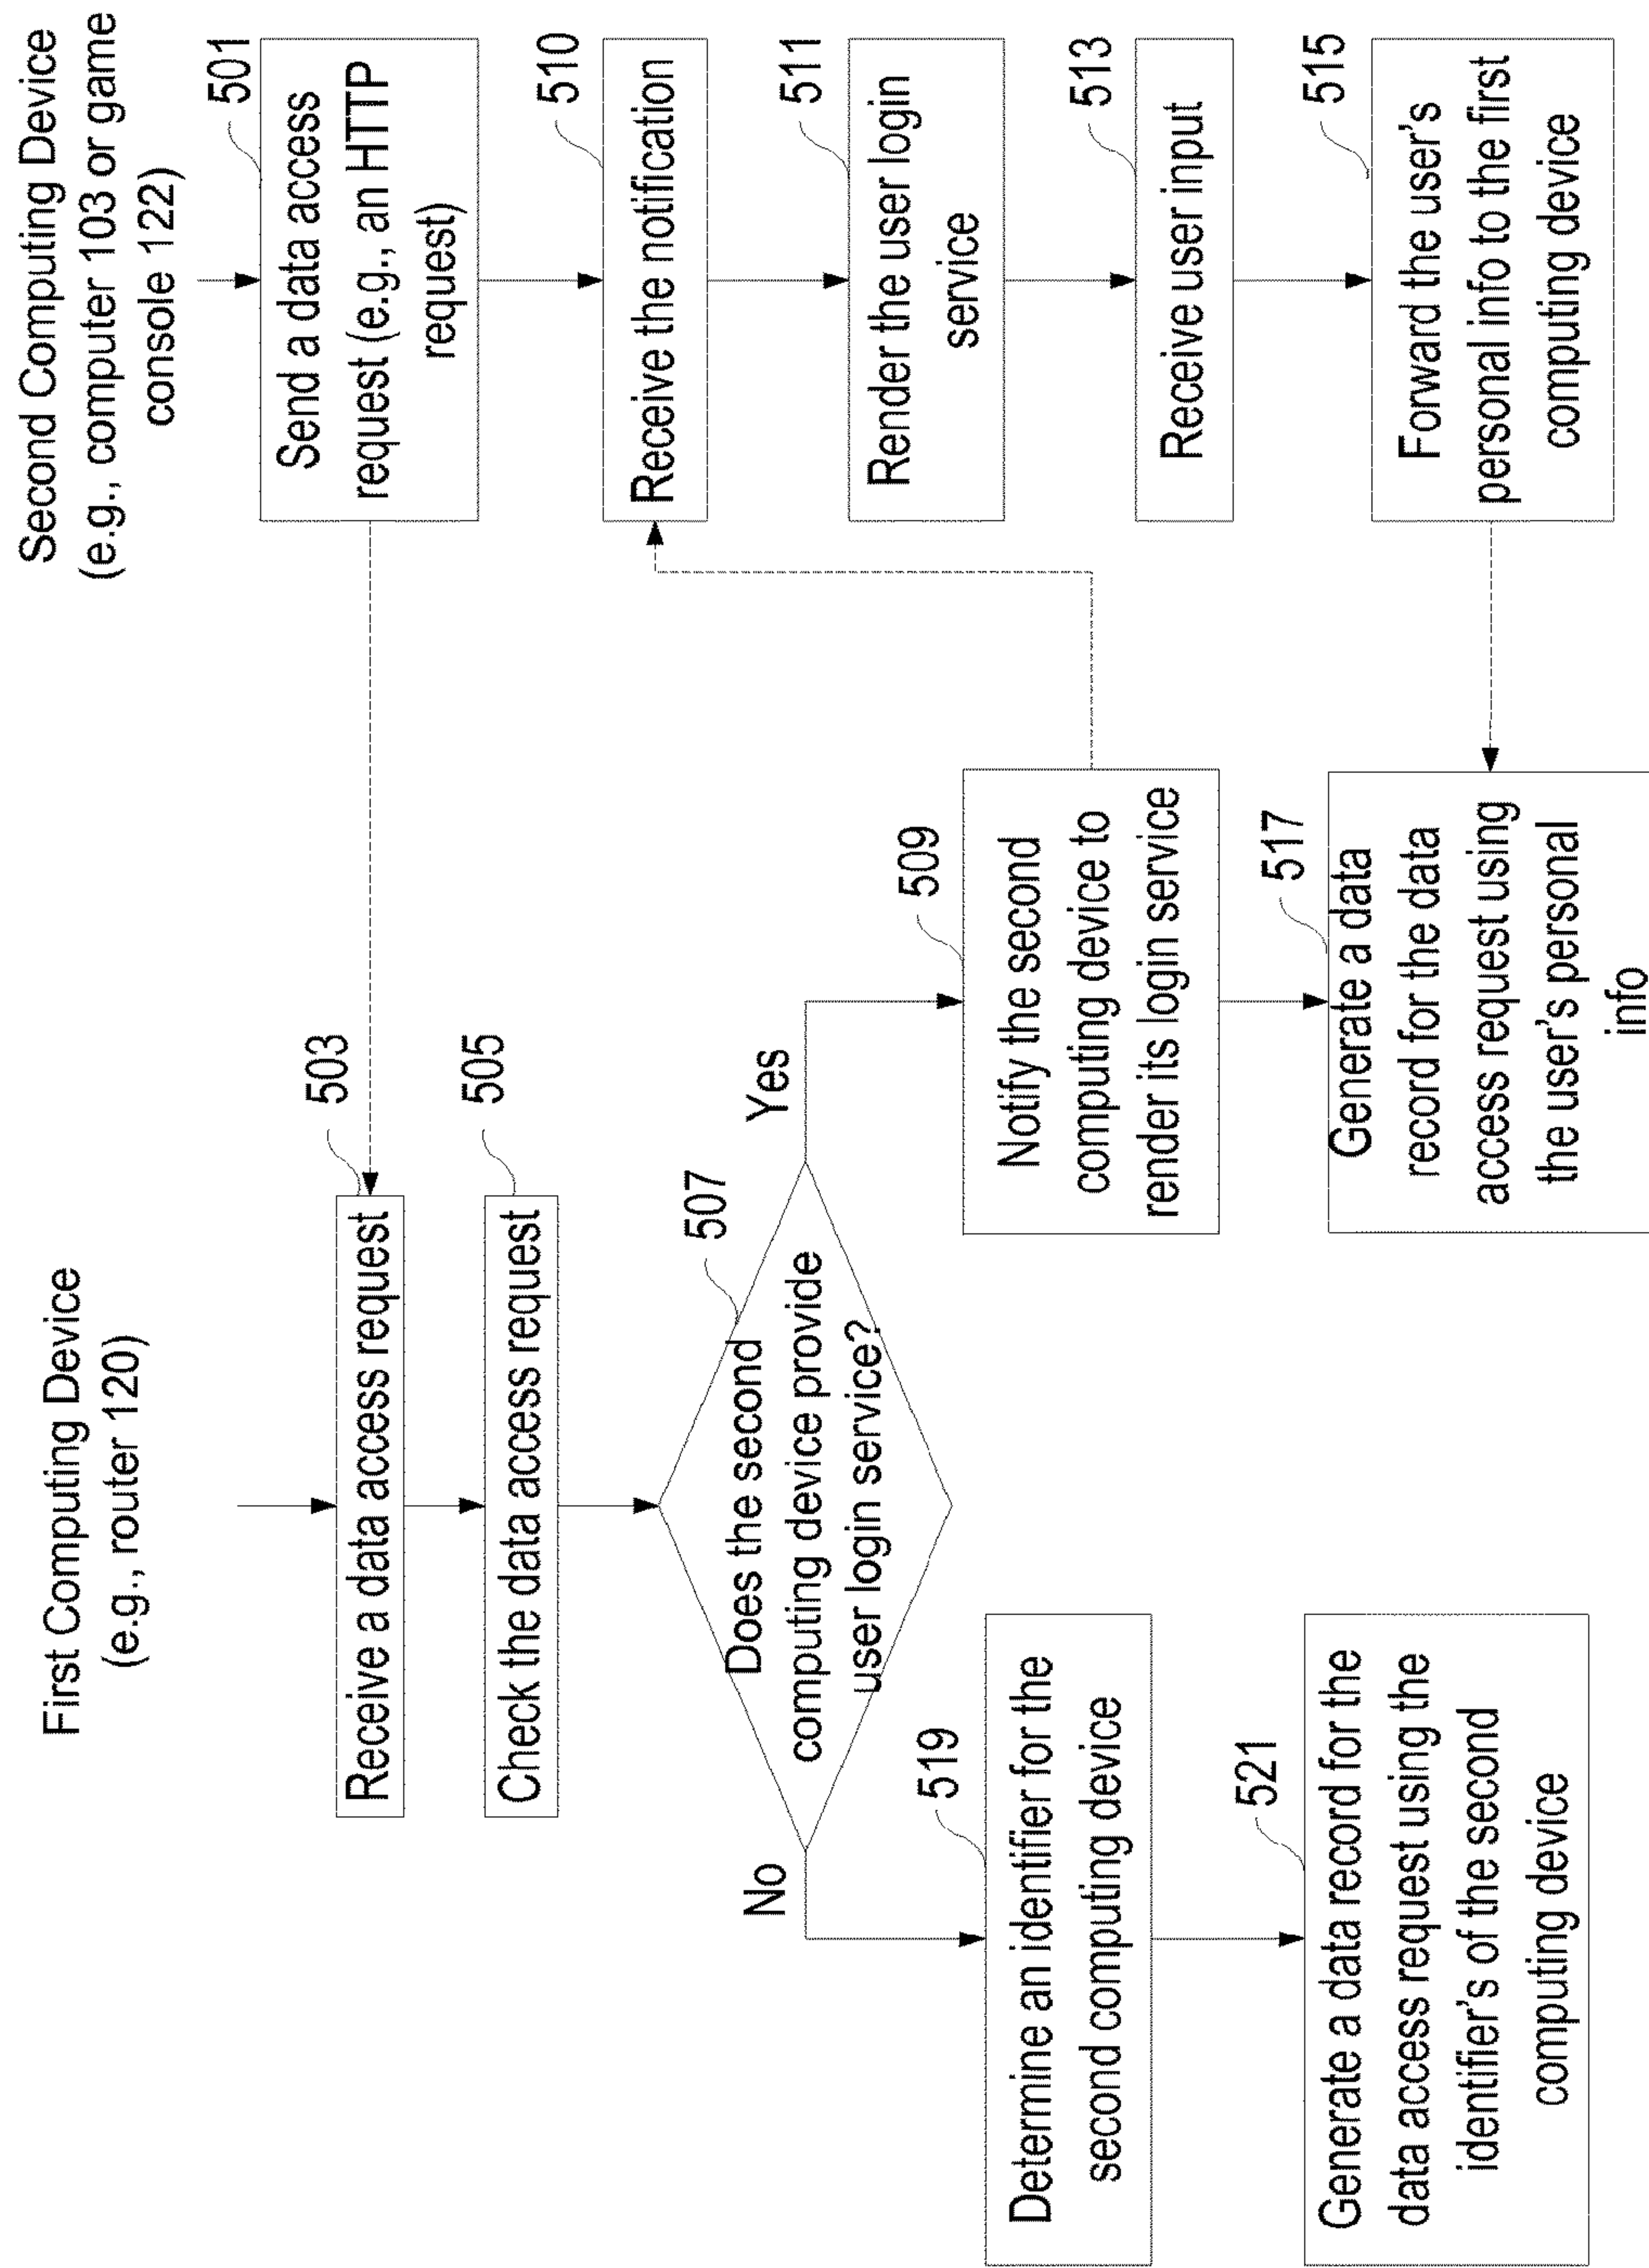 First Computing Device
(e.g., router 120)
503
Receive a data access request
505
Check the data access request
507
Does the second
computing device provide
user login service?
No
Yes
519
Determine an identifier for the
second computing device
521
Generate a data record for the
data access request using the
identifier's of the second
computing device
509
Notify the second
computing device to
render its login service
517
Generate a data
record for the data
access request using
the user's personal
info
Second Computing Device
(e.g., computer 103 or game
console 122)
501
Send a data access
request (e.g., an HTTP
request)
510
Receive the notification
511
Render the user login
service
513
Receive user input
515
Forward the user's
personal info to the first
computing device